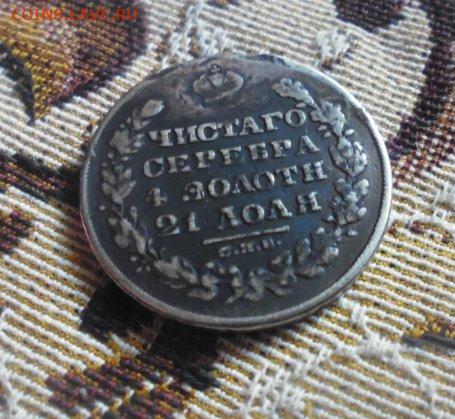 COINS.LAVE.RU
ЧИСТАГО
СЕРЕБРА
4 ЗОЛОТН
21 ДОЛЯ
С.П.Б.